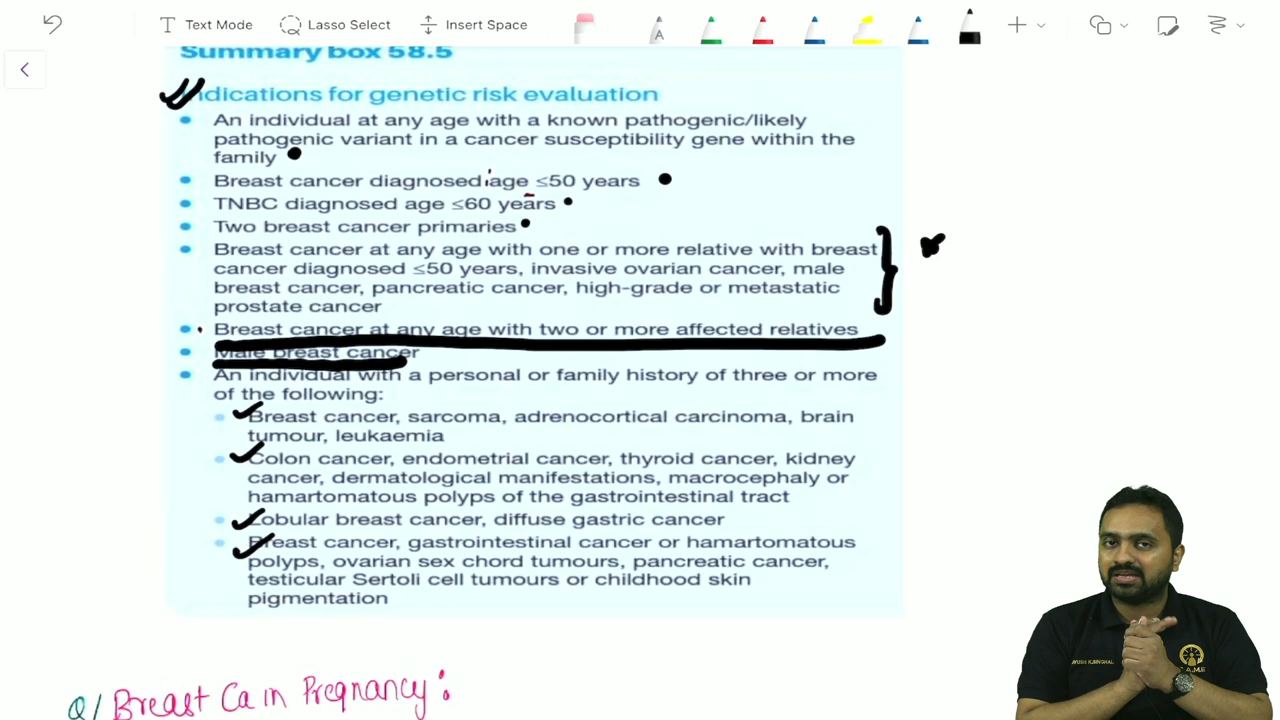 Text Mode
Lasso Select
Insert Space
Summary box 58.5
Indications for genetic risk evaluation
An individual at any age with a known pathogenic/likely
pathogenic variant in a cancer susceptibility gene within the
family
Breast cancer diagnosed age ≤50 years
TNBC diagnosed age ≤60 years
Two breast cancer primaries
Breast cancer at any age with one or more relative with breast
cancer diagnosed ≤50 years, invasive ovarian cancer, male
breast cancer, pancreatic cancer, high-grade or metastatic
prostate cancer
Breast cancer at any age with two or more affected relatives
Male breast cancer
An individual with a personal or family history of three or more
of the following:
Breast cancer, sarcoma, adrenocortical carcinoma, brain
tumour, leukaemia
Colon cancer, endometrial cancer, thyroid cancer, kidney
cancer, dermatological manifestations, macrocephaly or
hamartomatous polyps of the gastrointestinal tract
Lobular breast cancer, diffuse gastric cancer
Breast cancer, gastrointestinal cancer or hamartomatous
polyps, ovarian sex chord tumours, pancreatic cancer,
testicular Sertoli cell tumours or childhood skin
pigmentation
Q/ Breast Ca in Pregnancy: